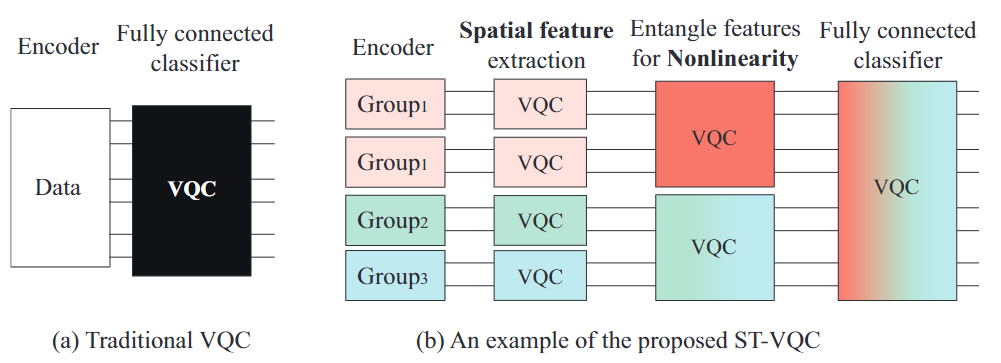 Encoder
Fully connected
classifier
Data
VQC
(a) Traditional VQC
Encoder
Spatial feature
extraction
Entangle features
for Nonlinearity
Fully connected
classifier
Group1
VQC
Group1
VQC
VQC
Group2
VQC
Group3
VQC
VQC
VQC
(b) An example of the proposed ST-VQC